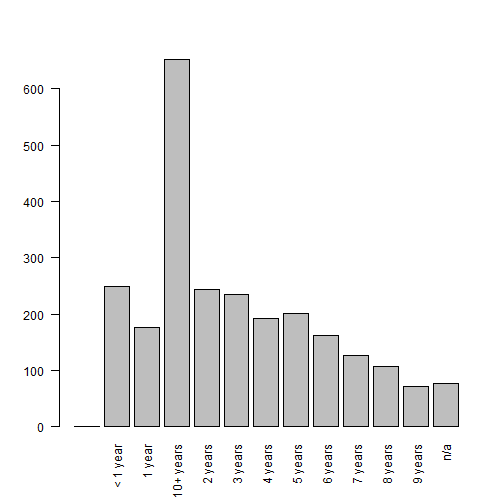 600
500
400
300
200
100
0
< 1 year
1 year
10+ years
2 years
3 years
4 years
5 years
6 years
7 years
8 years
9 years
n/a